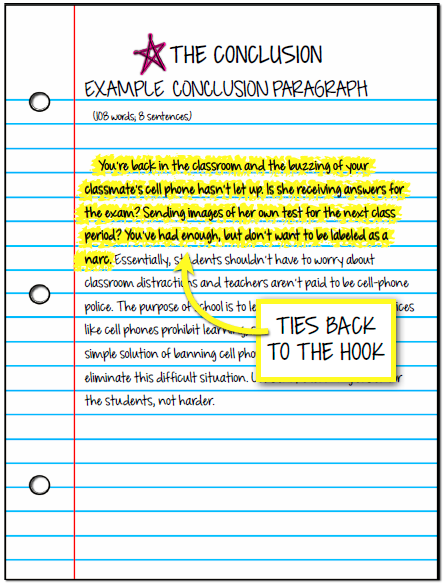 THE CONCLUSION
EXAMPLE CONCLUSION PARAGRAPH
(108 words, 8 sentences)
You're back in the classroom and the buzzing of your
classmate's cell phone hasn't let up. Is she receiving answers for
the exam? Sending images of her own test for the next class
period? You've had enough, but don't want to be labeled as a
narc. Essentially, students shouldn't have to worry about
classroom distractions and teachers aren't paid to be cell-phone
police. The purpose of school is to
like cell phones prohibit
simple solution of banning cell
eliminate this difficult situation.
the students, not harder.
TIES BACK
TO THE HOOK